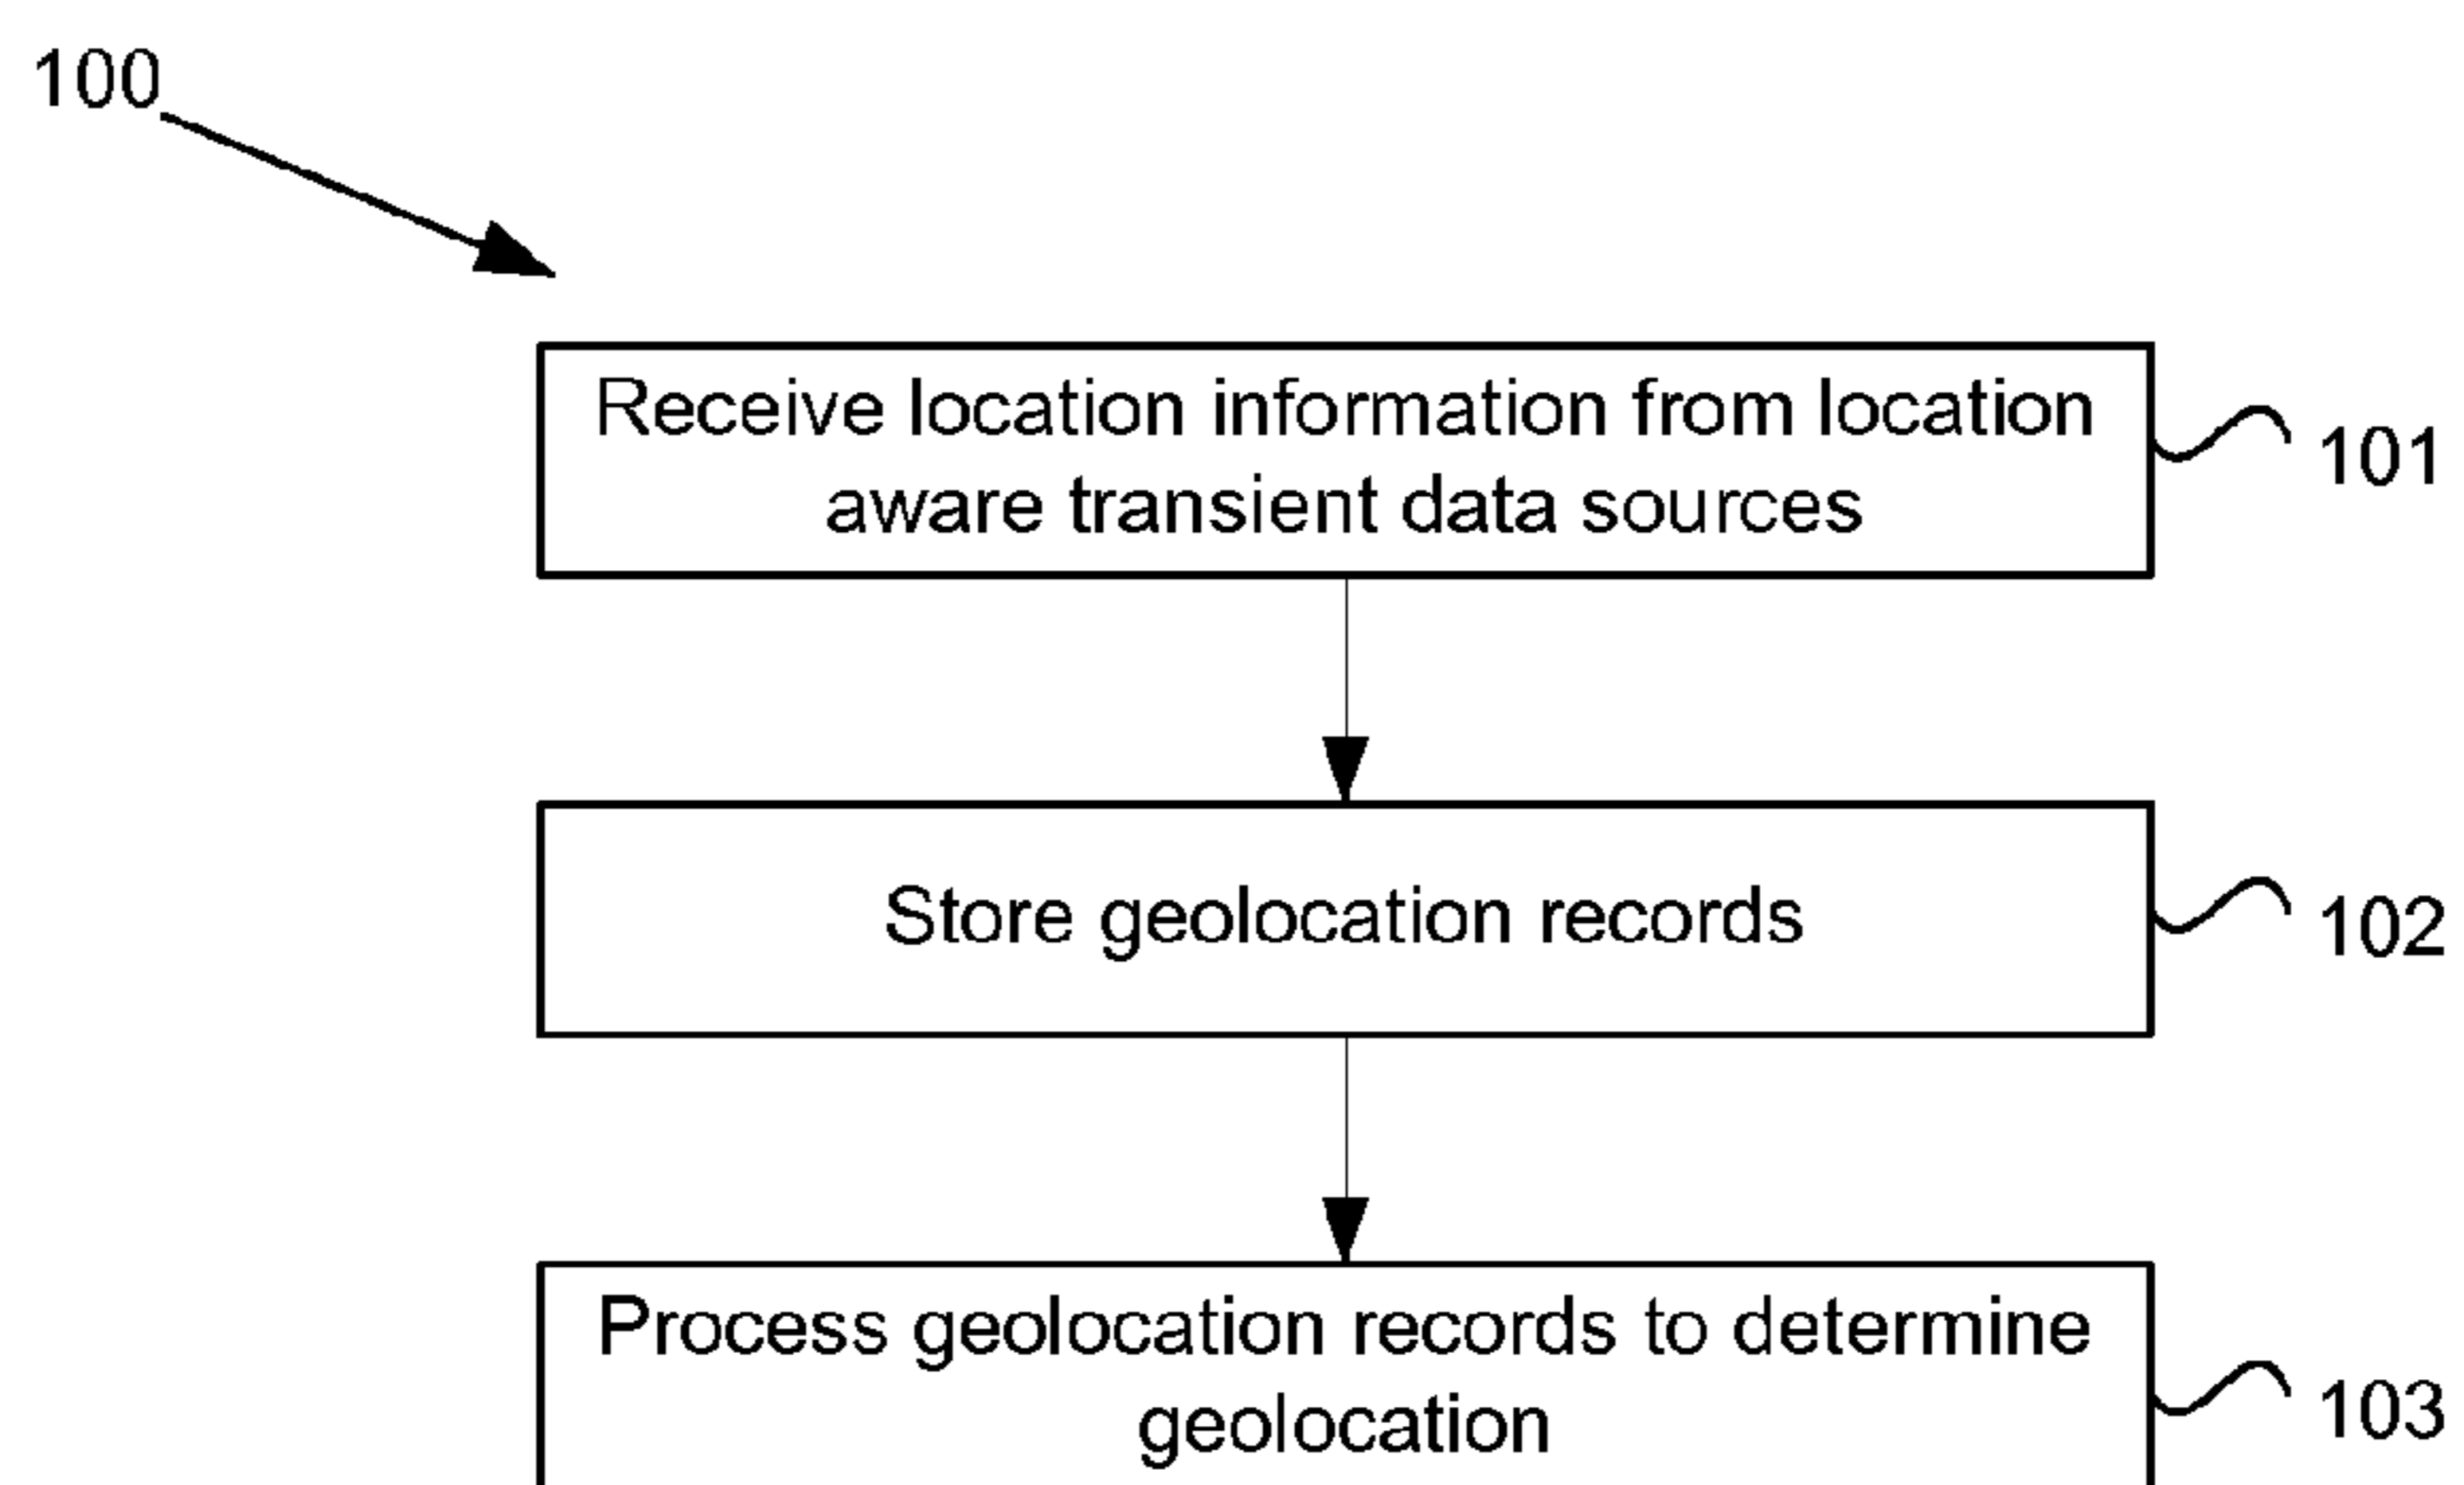 100
Receive location information from location
aware transient data sources
101
Store geolocation records
102
Process geolocation records to determine
geolocation
103